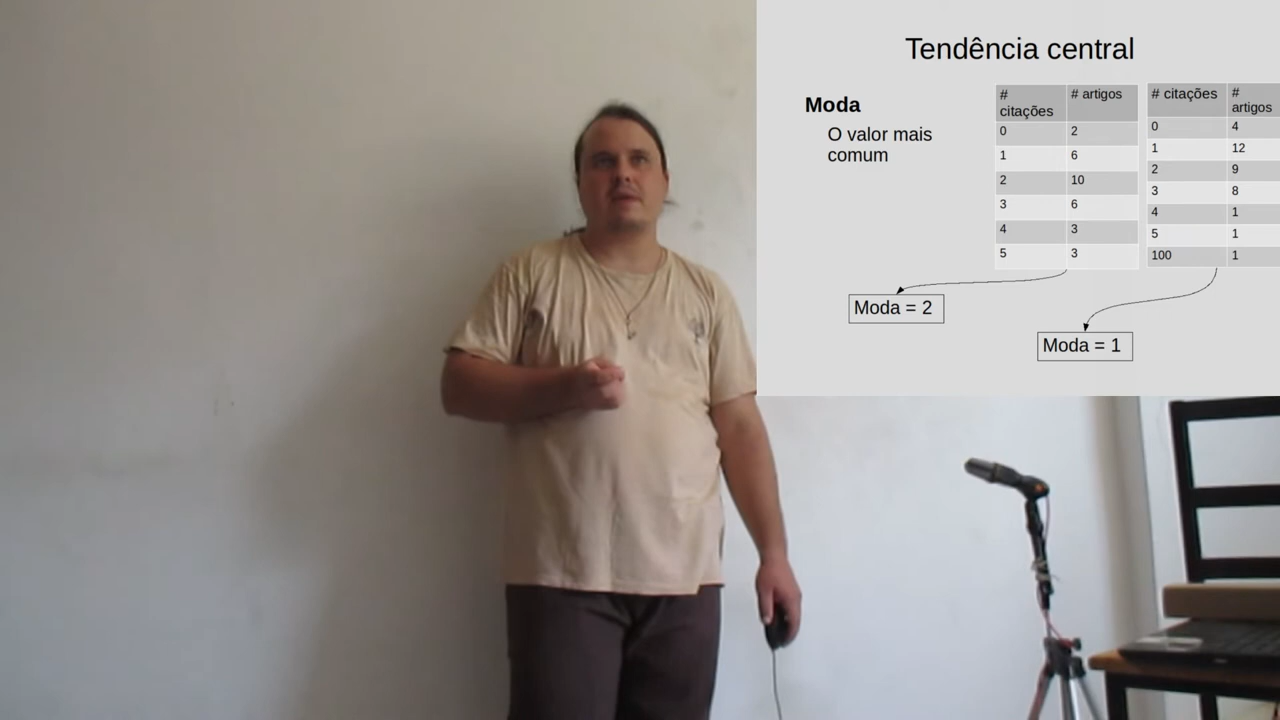 Tendência central
Moda
O valor mais
comum
#
citações
# artigos
0 2
1 6
2 10
3 6
4 3
5 3
# citações
#
artigos
0 4
1 12
2 9
3 8
4 1
5 1
100 1
Moda = 2
Moda = 1